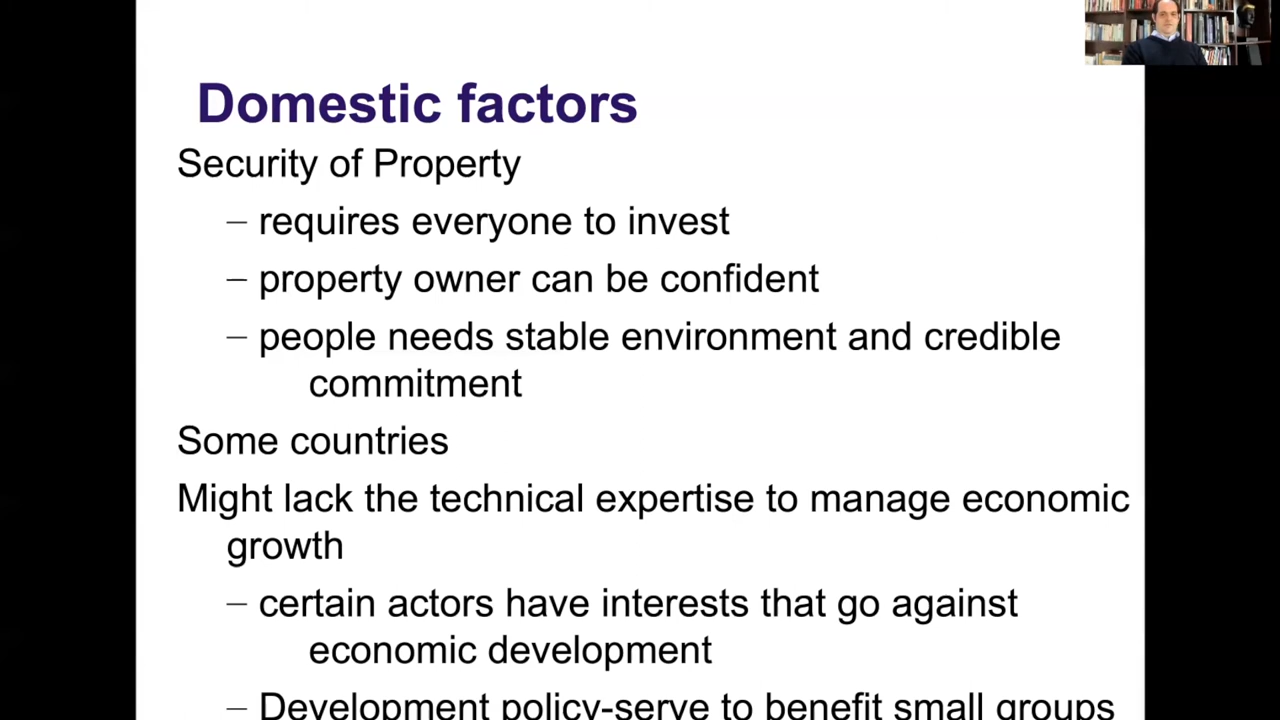 Domestic factors
Security of Property
– requires everyone to invest
– property owner can be confident
– people needs stable environment and credible
commitment
Some countries
Might lack the technical expertise to manage economic
growth
– certain actors have interests that go against
economic development
– Development policy-serve to benefit small groups